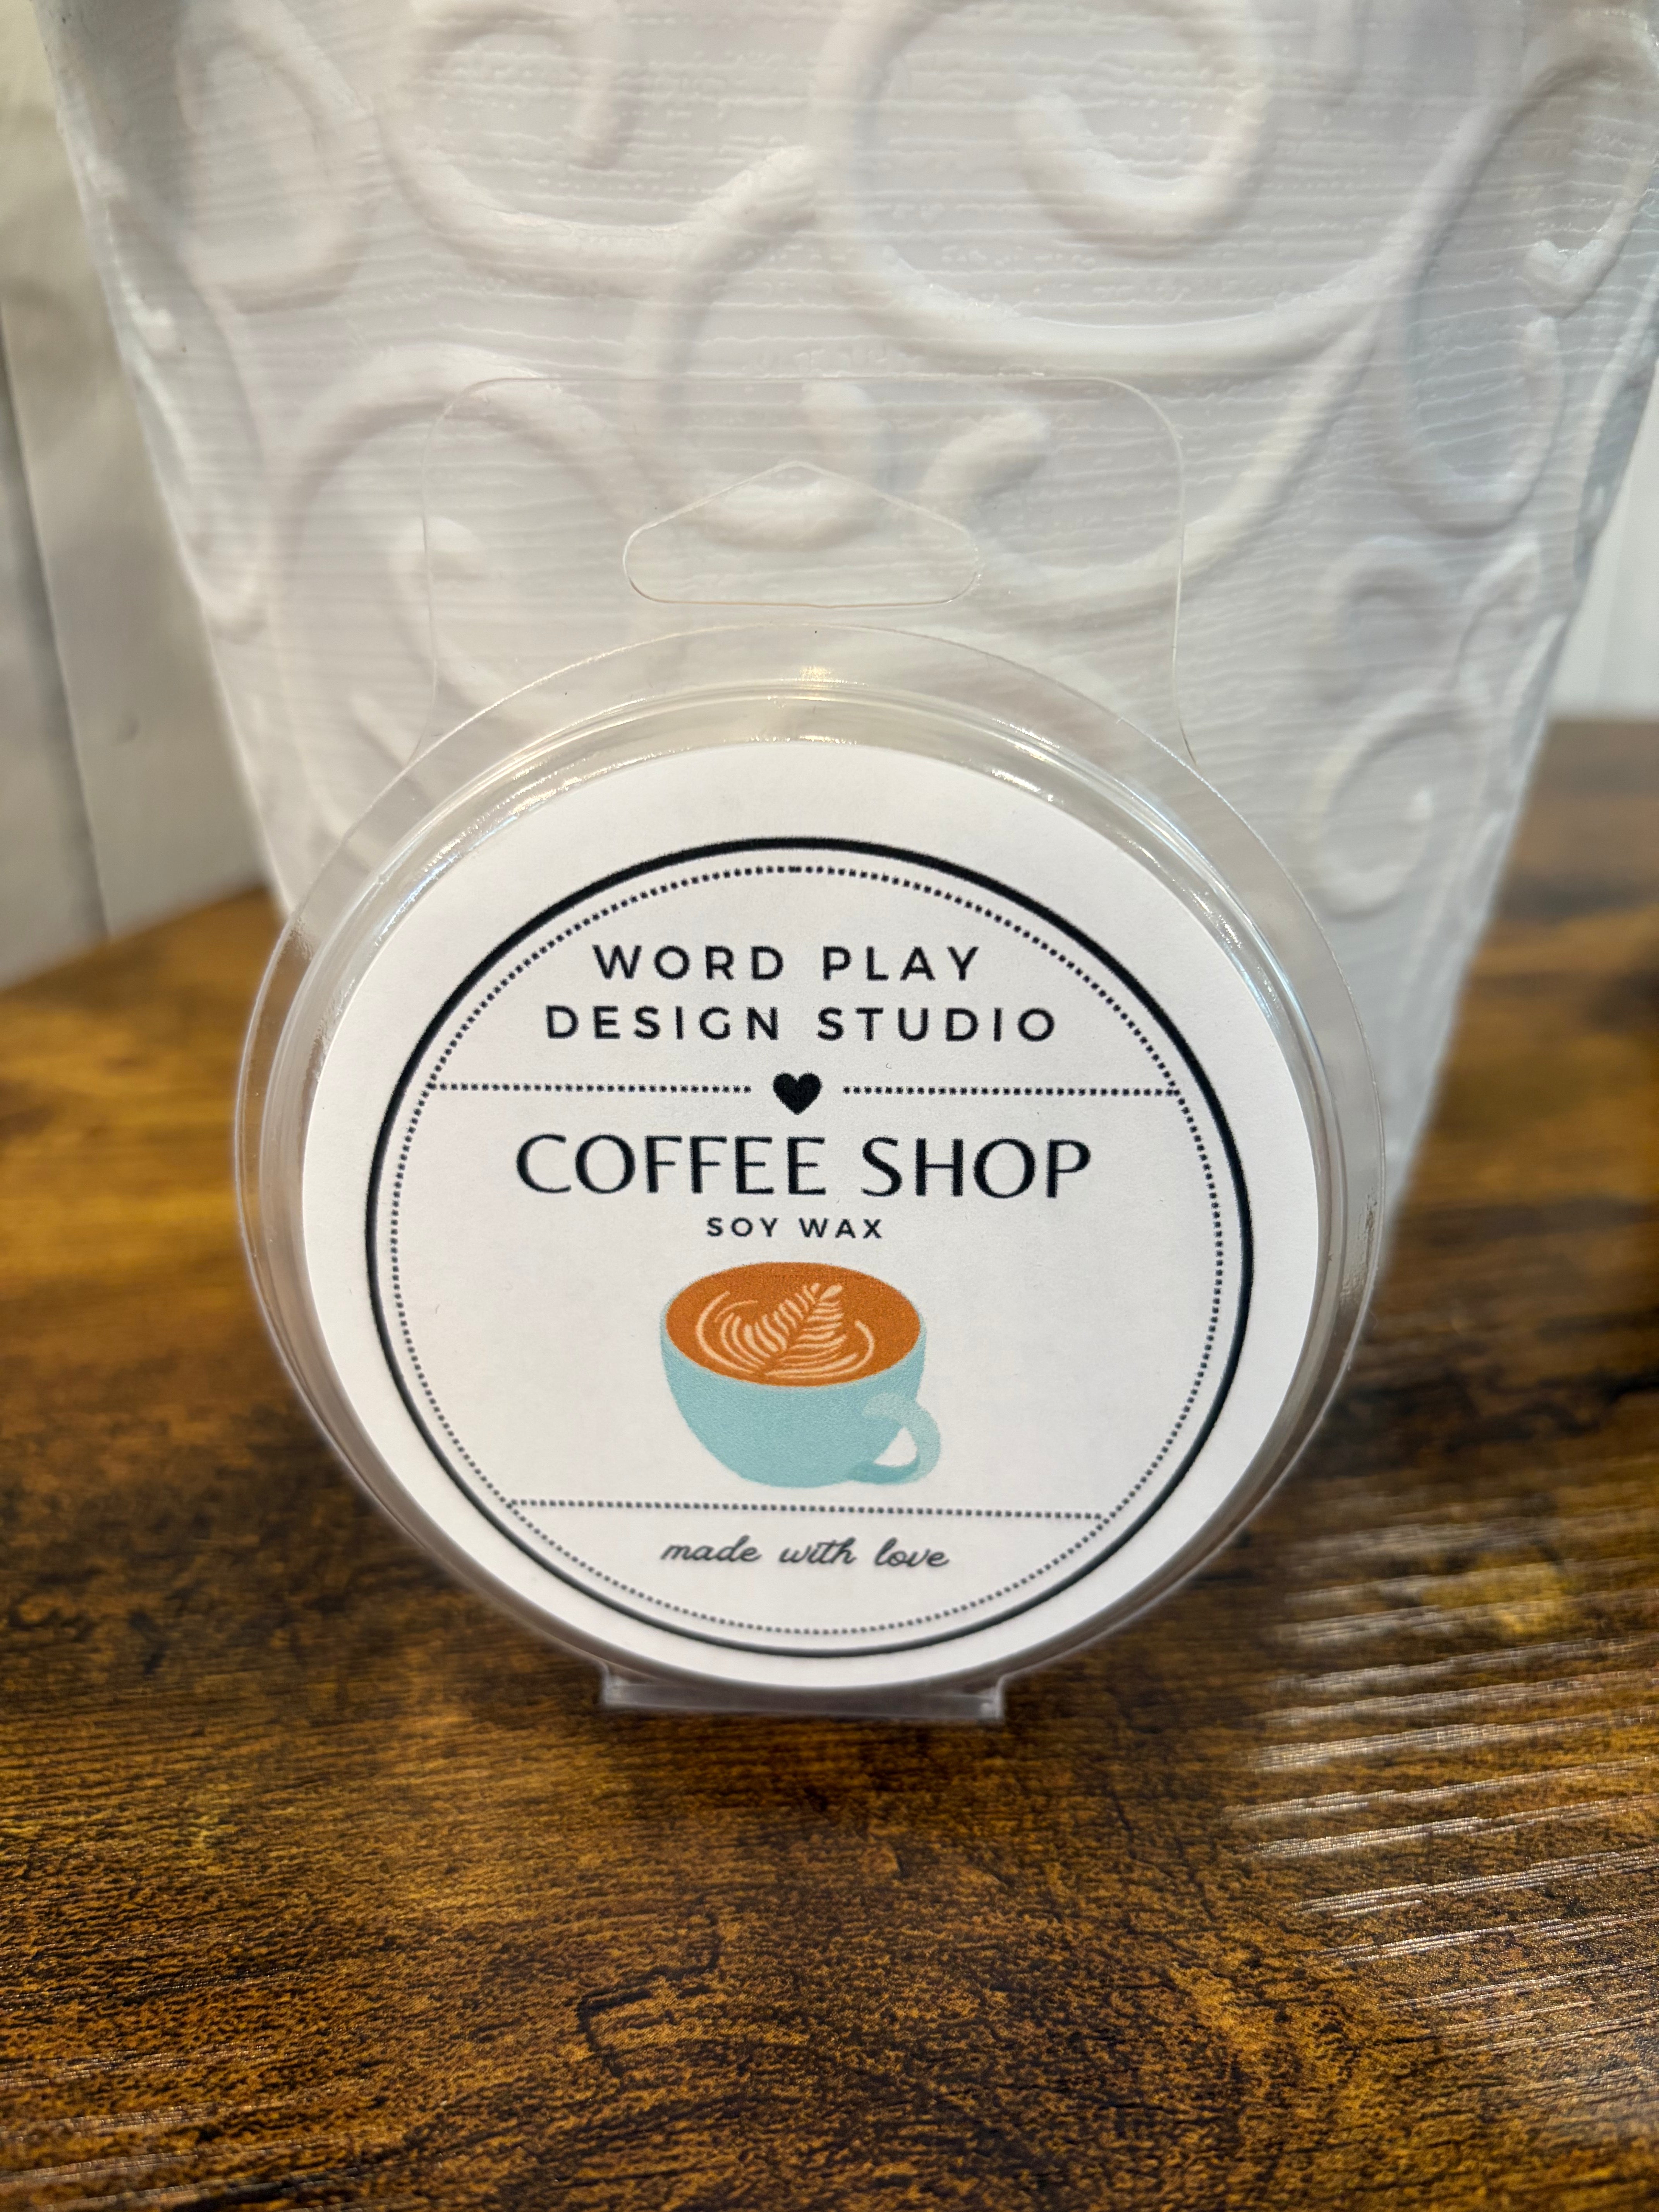 WORD PLAY
DESIGN STUDIO
COFFEE SHOP
SOY WAX
made with love